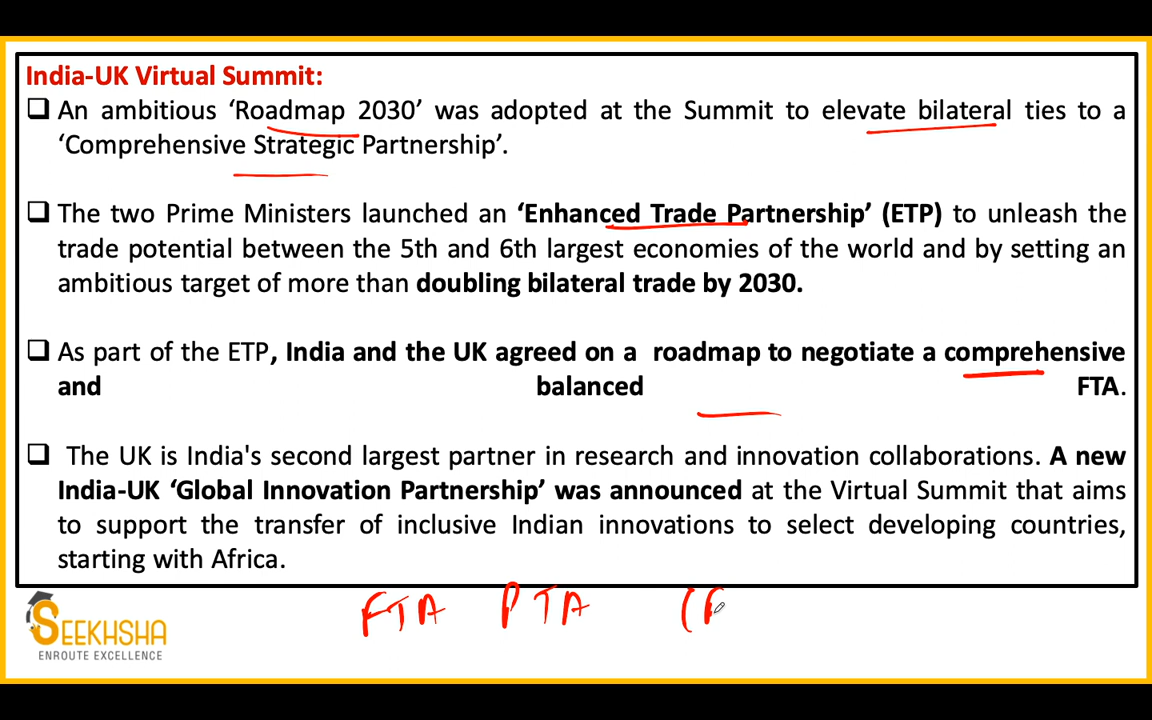 India-UK Virtual Summit:
❑ An ambitious ‘Roadmap 2030’ was adopted at the Summit to elevate bilateral ties to a
‘Comprehensive Strategic Partnership’.
❑ The two Prime Ministers launched an ‘Enhanced Trade Partnership’ (ETP) to unleash the
trade potential between the 5th and 6th largest economies of the world and by setting an
ambitious target of more than doubling bilateral trade by 2030.
❑ As part of the ETP, India and the UK agreed on a roadmap to negotiate a comprehensive
and balanced FTA.
❑ The UK is India's second largest partner in research and innovation collaborations. A new
India-UK ‘Global Innovation Partnership’ was announced at the Virtual Summit that aims
to support the transfer of inclusive Indian innovations to select developing countries,
starting with Africa.
FTA PTA
SEEKHSHA
ENROUTE EXCELLENCE